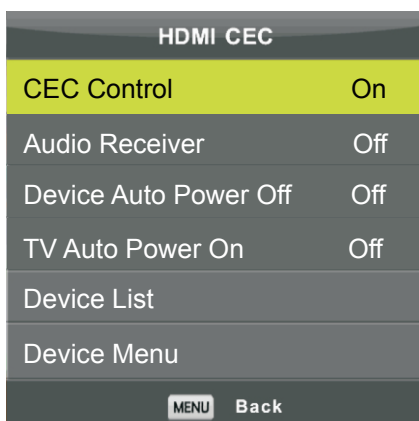 HDMI CEC
CEC Control On
Audio Receiver Off
Device Auto Power Off Off
TV Auto Power On Off
Device List
Device Menu
MENU Back